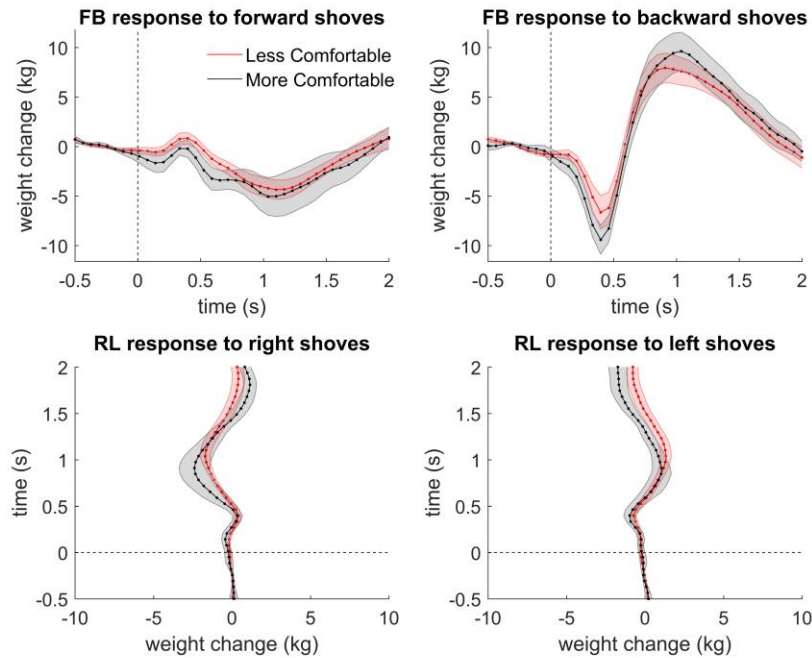 FB response to forward shoves
10
5
0
-5
-10
weight change (kg)
-0.5 0 0.5 1 1.5 2
time (s)
Less Comfortable
More Comfortable
FB response to backward shoves
10
5
0
-5
-10
weight change (kg)
-0.5 0 0.5 1 1.5 2
time (s)
RL response to right shoves
2
1.5
1
0.5
0
-0.5
time (s)
-10 -5 0 5 10
weight change (kg)
RL response to left shoves
2
1.5
1
0.5
0
-0.5
time (s)
-10 -5 0 5 10
weight change (kg)